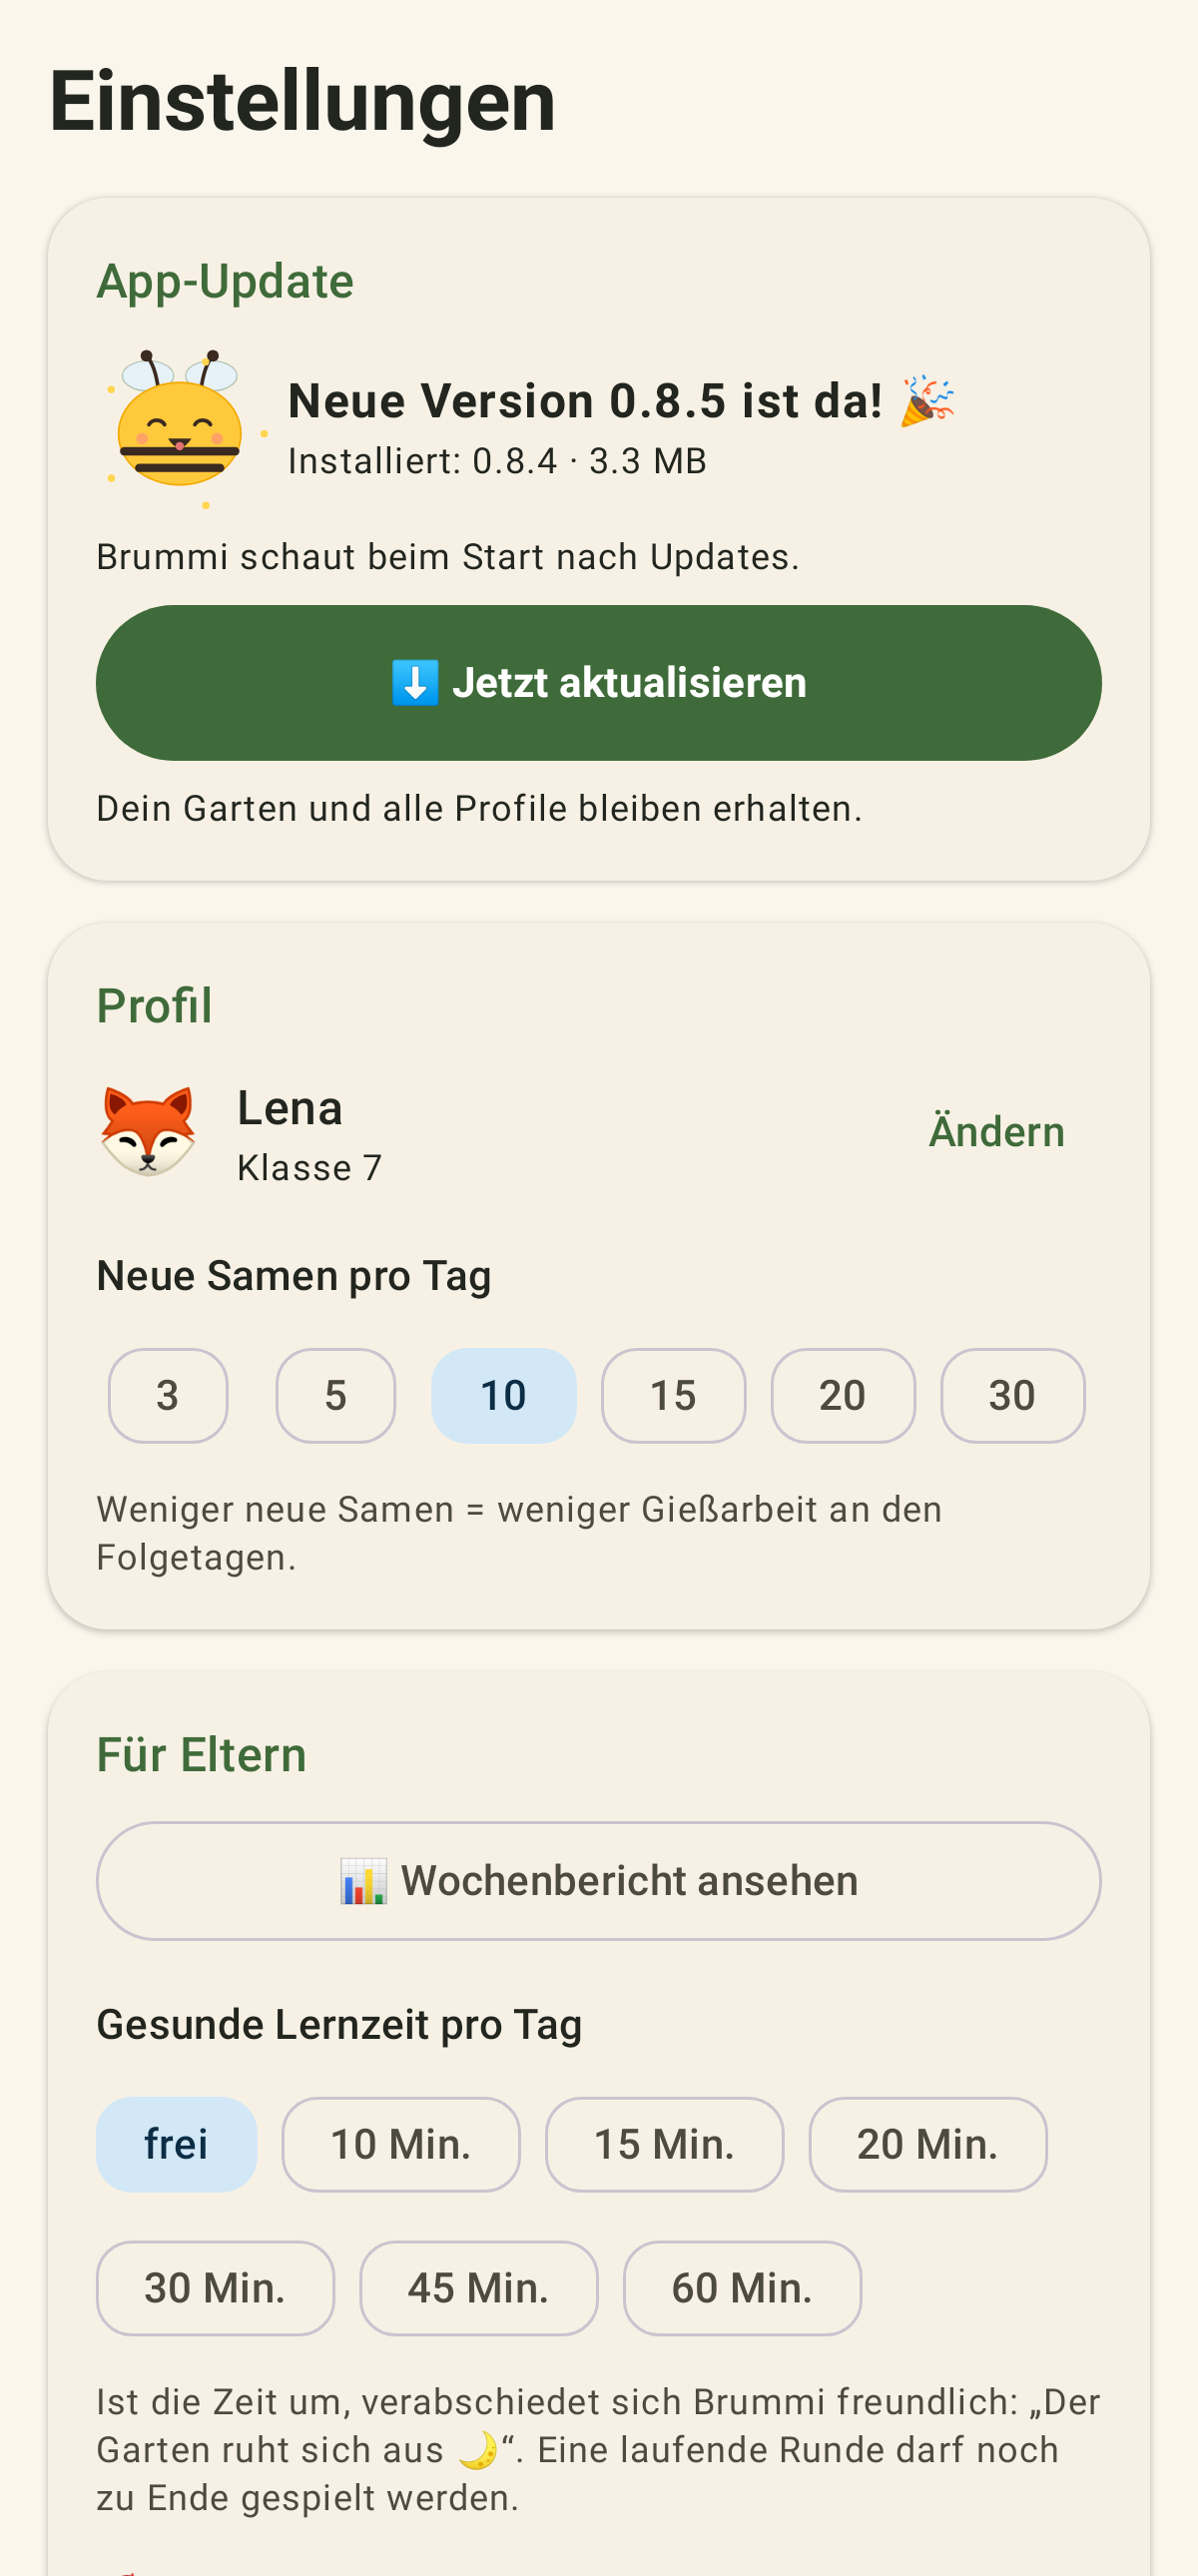 Einstellungen
App-Update
Neue Version 0.8.5 ist da! 🎉
Installiert: 0.8.4 · 3.3 MB
Brummi schaut beim Start nach Updates.
⬇️ Jetzt aktualisieren
Dein Garten und alle Profile bleiben erhalten.
Profil
Lena
Klasse 7
Ändern
Neue Samen pro Tag
3 5 10 15 20 30
Weniger neue Samen = weniger Gießarbeit an den
Folgetagen.
Für Eltern
📊 Wochenbericht ansehen
Gesunde Lernzeit pro Tag
frei 10 Min. 15 Min. 20 Min.
30 Min. 45 Min. 60 Min.
Ist die Zeit um, verabschiedet sich Brummi freundlich: „Der
Garten ruht sich aus 🌙“. Eine laufende Runde darf noch
zu Ende gespielt werden.